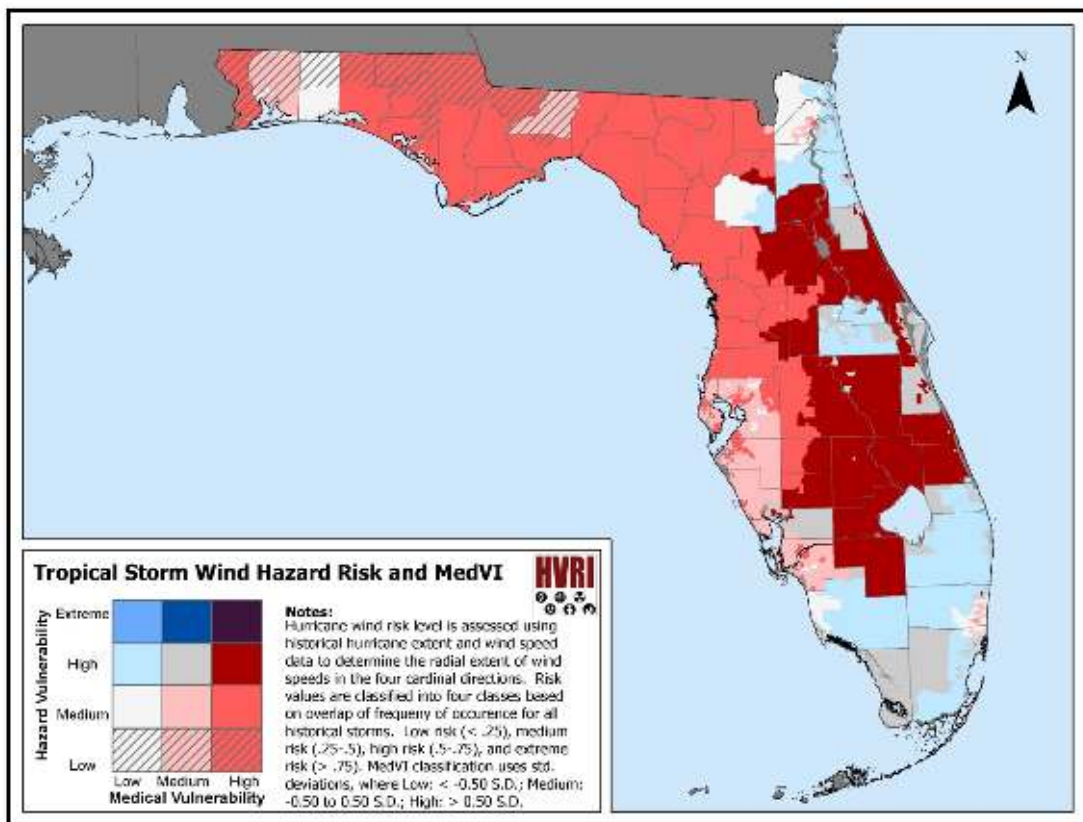 N
Tropical Storm Wind Hazard Risk and MedVI
HVRI
Hazard Vulnerability
Extreme
High
Medium
Low
Low Medium High
Medical Vulnerability
Notes:
Hurricane wind risk level is assessed using
historical hurricane extent and wind speed
data to determine the radial extent of wind
speeds in the four cardinal directions. Risk
values are classified into four classes based
on overlap of frequeny of occurence for all
historical storms. Low risk (< .25), medium
risk (.25-.5), high risk (.5-.75), and extreme
risk (> .75). MedVI classification uses std.
deviations, where Low: < -0.50 S.D.; Medium:
-0.50 to 0.50 S.D.; High: > 0.50 S.D.